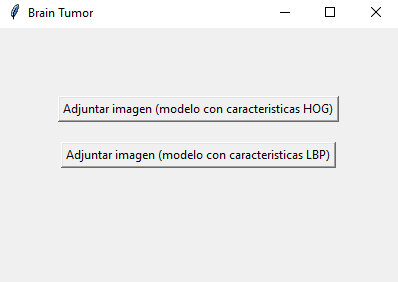 Brain Tumor
Adjuntar imagen (modelo con caracteristicas HOG)
Adjuntar imagen (modelo con caracteristicas LBP)